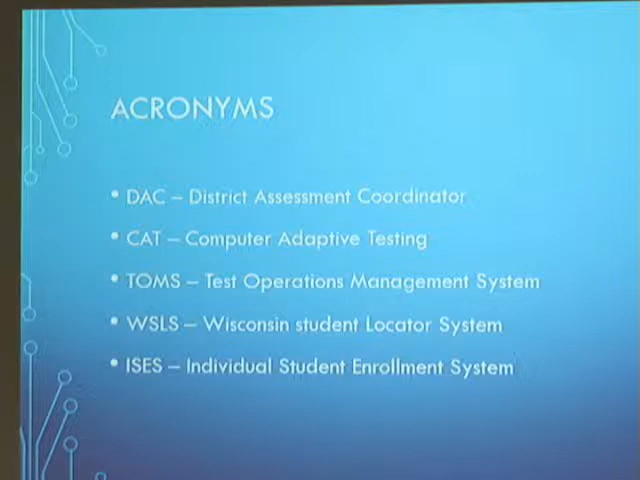 ACRONYMS
• DAC – District Assessment Coordinator
• CAT – Computer Adaptive Testing
• TOMS – Test Operations Management System
• WSLS – Wisconsin student Locator System
• ISES – Individual Student Enrollment System